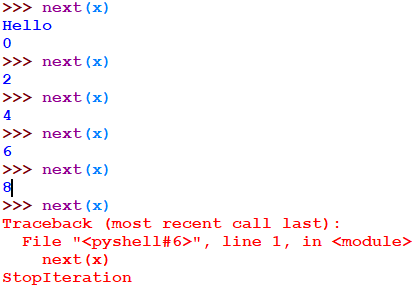 >>> next(x)
Hello
0
>>> next(x)
2
>>> next(x)
4
>>> next(x)
6
>>> next(x)
8
>>> next(x)
Traceback (most recent call last):
  File "<pyshell#6>", line 1, in <module>
    next(x)
StopIteration